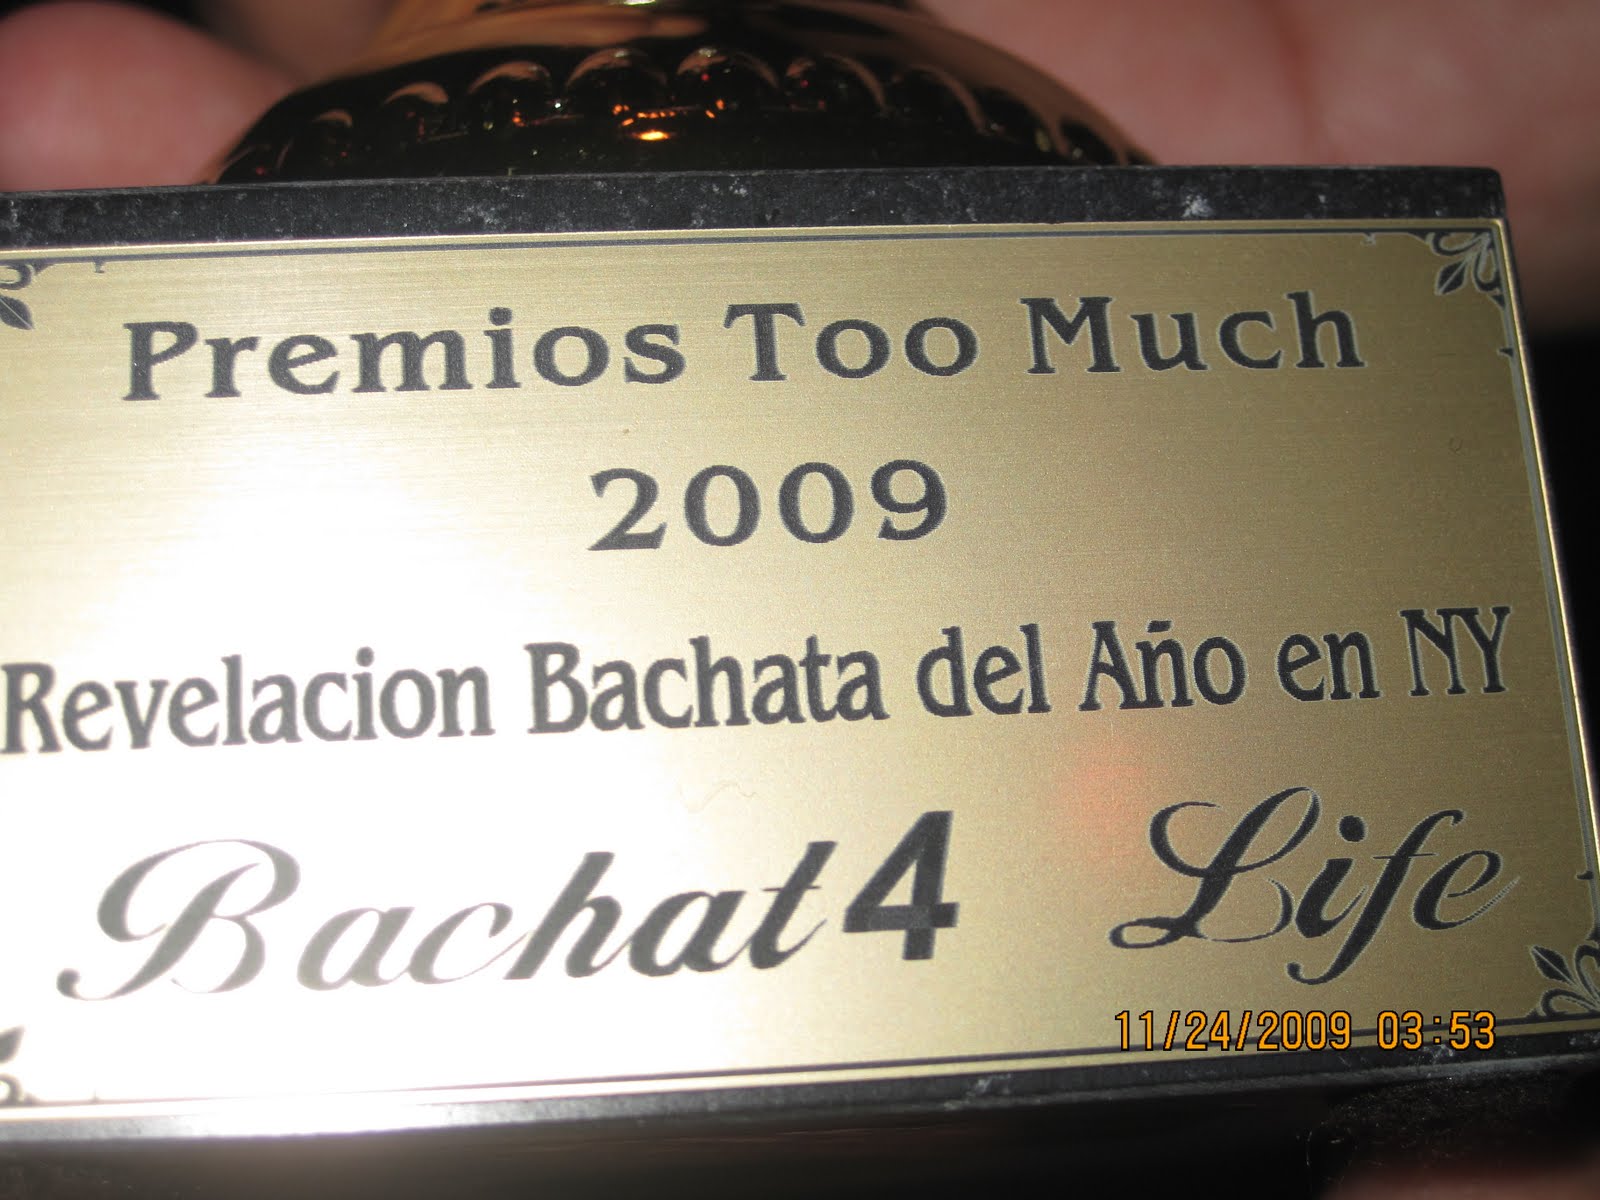 Premios Too Much
2009
Revelacion Bachata del Año en NY
Bachat4 Life
11/24/2009 03:53